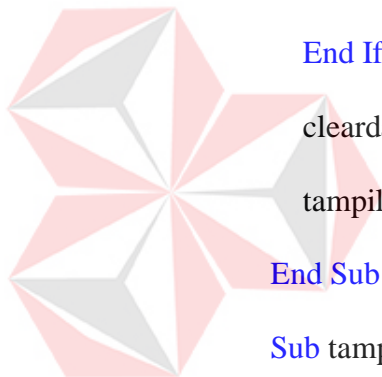 End If
cleard
tampil
End Sub
Sub tamp